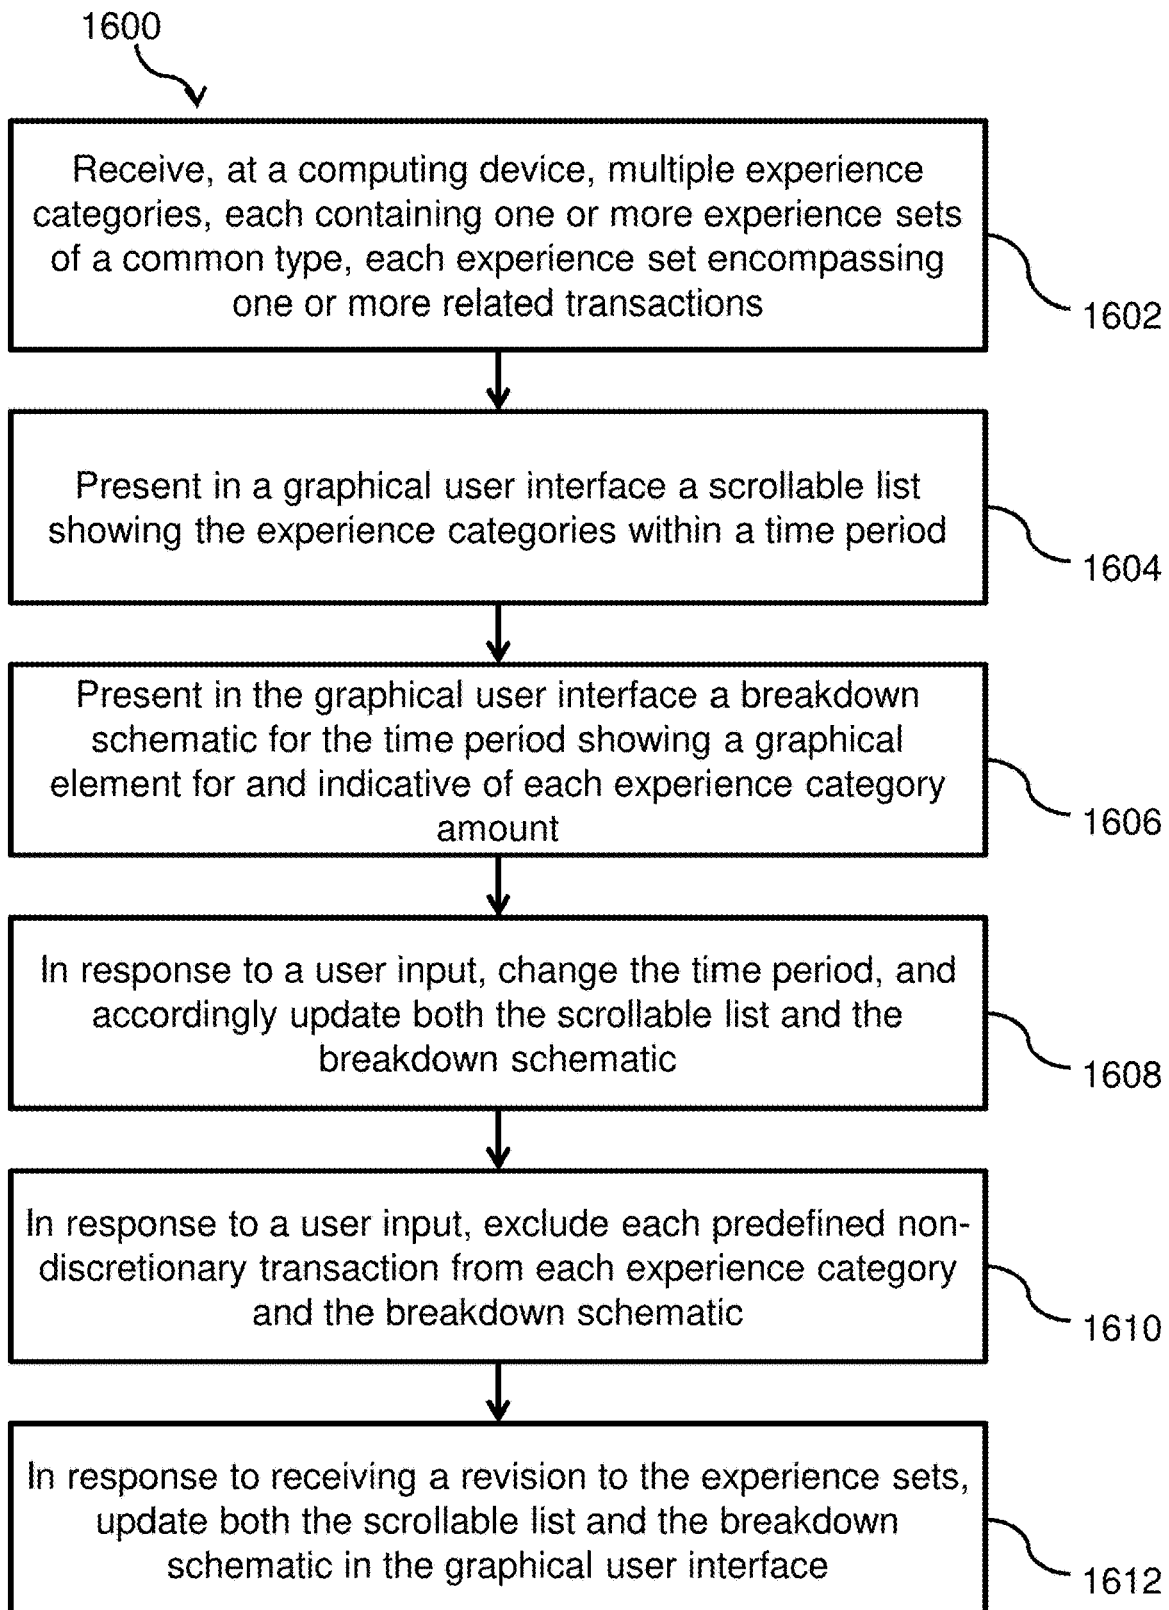 1600
Receive, at a computing device, multiple experience
categories, each containing one or more experience sets
of a common type, each experience set encompassing
one or more related transactions
1602
Present in a graphical user interface a scrollable list
showing the experience categories within a time period
1604
Present in the graphical user interface a breakdown
schematic for the time period showing a graphical
element for and indicative of each experience category
amount
1606
In response to a user input, change the time period, and
accordingly update both the scrollable list and the
breakdown schematic
1608
In response to a user input, exclude each predefined non-
discretionary transaction from each experience category
and the breakdown schematic
1610
In response to receiving a revision to the experience sets,
update both the scrollable list and the breakdown
schematic in the graphical user interface
1612